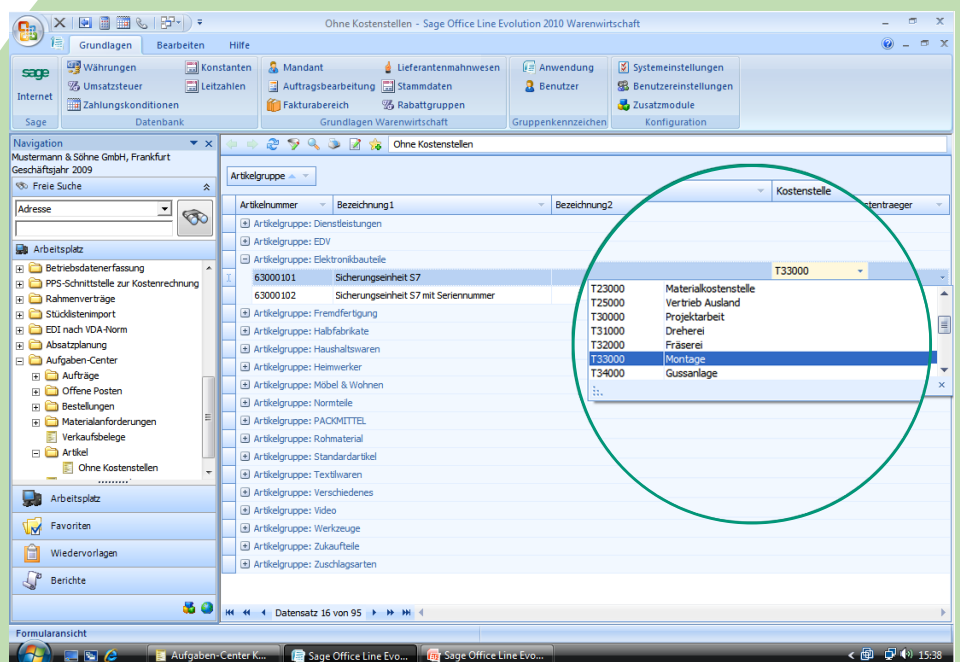 Ohne Kostenstellen - Sage Office Line Evolution 2010 Warenwirtschaft
Grundlagen Bearbeiten Hilfe
sage
Internet
Währungen
Umsatzsteuer
Zahlungskonditionen
Konstanten
Leitzahlen
Mandant
Auftragsbearbeitung
Fakturabereich
Lieferantenmahnwesen
Stammdaten
Rabattgruppen
Anwendung
Benutzer
Systemeinstellungen
Benutzereinstellungen
Zusatzmodule
Sage Datenbank Grundlagen Warenwirtschaft Gruppenkennzeichen Konfiguration
Navigation
Mustermann & Söhne GmbH, Frankfurt
Geschäftsjahr 2009
Freie Suche
Adresse
Arbeitsplatz
Betriebsdatenerfassung
PPS-Schnittstelle zur Kostenrechnung
Rahmenverträge
Stücklistenimport
EDI nach VDA-Norm
Absatzplanung
Aufgaben-Center
Aufträge
Offene Posten
Bestellungen
Materialanforderungen
Verkaufsbelege
Artikel
Ohne Kostenstellen
Arbeitsplatz
Favoriten
Wiedervorlagen
Berichte
Ohne Kostenstellen
Artikelgruppe
Artikelnummer Bezeichnung1 Bezeichnung2 Kostenstelle
stentraeger
Artikelgruppe: Dienstleistungen
Artikelgruppe: EDV
Artikelgruppe: Elektronikbauteile
63000101 Sicherungseinheit S7 T33000
63000102 Sicherungseinheit S7 mit Seriennummer
Artikelgruppe: Fremdfertigung
Artikelgruppe: Halbfabrikate
Artikelgruppe: Haushaltswaren
Artikelgruppe: Heimwerker
Artikelgruppe: Möbel & Wohnen
Artikelgruppe: Normteile
Artikelgruppe: PACKMITTEL
Artikelgruppe: Rohmaterial
Artikelgruppe: Standardartikel
Artikelgruppe: Textilwaren
Artikelgruppe: Verschiedenes
Artikelgruppe: Video
Artikelgruppe: Werkzeuge
Artikelgruppe: Zukaufteile
Artikelgruppe: Zuschlagsarten
T23000 Materialkostenstelle
T25000 Vertrieb Ausland
T30000 Projektarbeit
T31000 Dreherei
T32000 Fräserei
T33000 Montage
T34000 Gussanlage
Datensatz 16 von 95
Formularansicht
Aufgaben-Center K... Sage Office Line Evo... Sage Office Line Evo... 15:38